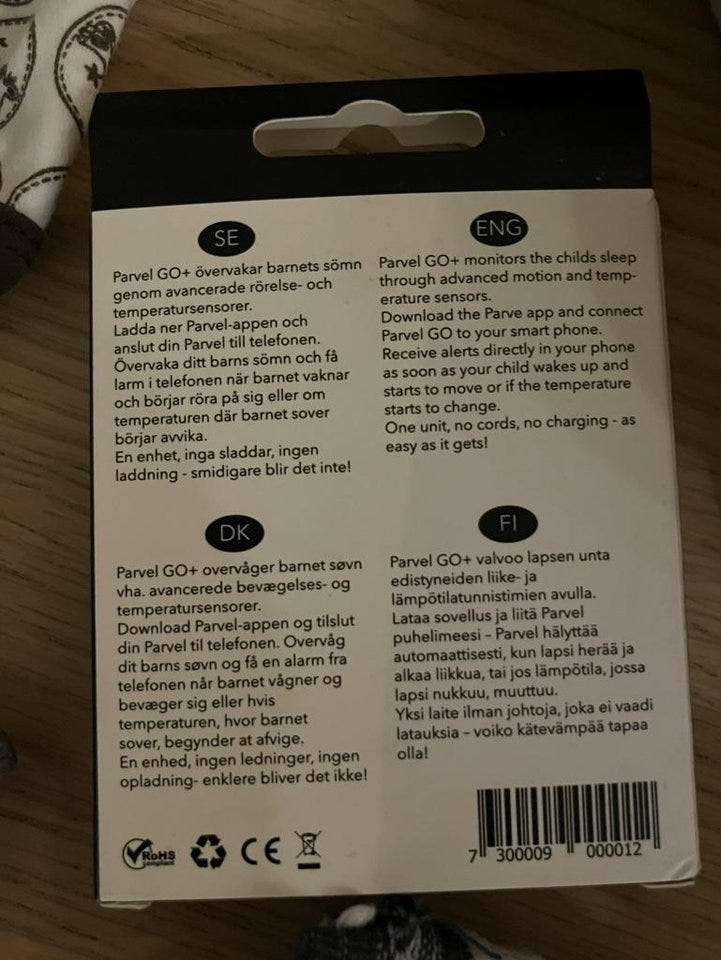 SE
Parvel GO+ övervakar barnets sömn
genom avancerade rörelse- och
temperatursensorer.
Ladda ner Parvel-appen och
anslut din Parvel till telefonen.
Övervaka ditt barns sömn och få
larm i telefonen när barnet vaknar
och börjar röra på sig eller om
temperaturen där barnet sover
börjar avvika.
En enhet, inga sladdar, ingen
laddning - smidigare blir det inte!
ENG
Parvel GO+ monitors the childs sleep
through advanced motion and temp-
erature sensors.
Download the Parve app and connect
Parvel GO to your smart phone.
Receive alerts directly in your phone
as soon as your child wakes up and
starts to move or if the temperature
starts to change.
One unit, no cords, no charging - as
easy as it gets!
DK
Parvel GO+ overvåger barnet søvn
vha. avancerede bevægelses- og
temperatursensorer.
Download Parvel-appen og tilslut
din Parvel til telefonen. Overvåg
dit barns søvn og få en alarm fra
telefonen når barnet vågner og
bevæger sig eller hvis
temperaturen, hvor barnet
sover, begynder at afvige.
En enhed, ingen ledninger, ingen
opladning- enklere bliver det ikke!
FI
Parvel GO+ valvoo lapsen unta
edistyneiden liike- ja
lämpötilatunnistimien avulla.
Lataa sovellus ja liitä Parvel
puhelimeesi – Parvel hälyttää
automaattisesti, kun lapsi herää ja
alkaa liikkua, tai jos lämpötila, jossa
lapsi nukkuu, muuttuu.
Yksi laite ilman johtoja, joka ei vaadi
latauksia – voiko kätevämpää tapaa
olla!
RoHS
compliant
CE
7 300009 000012